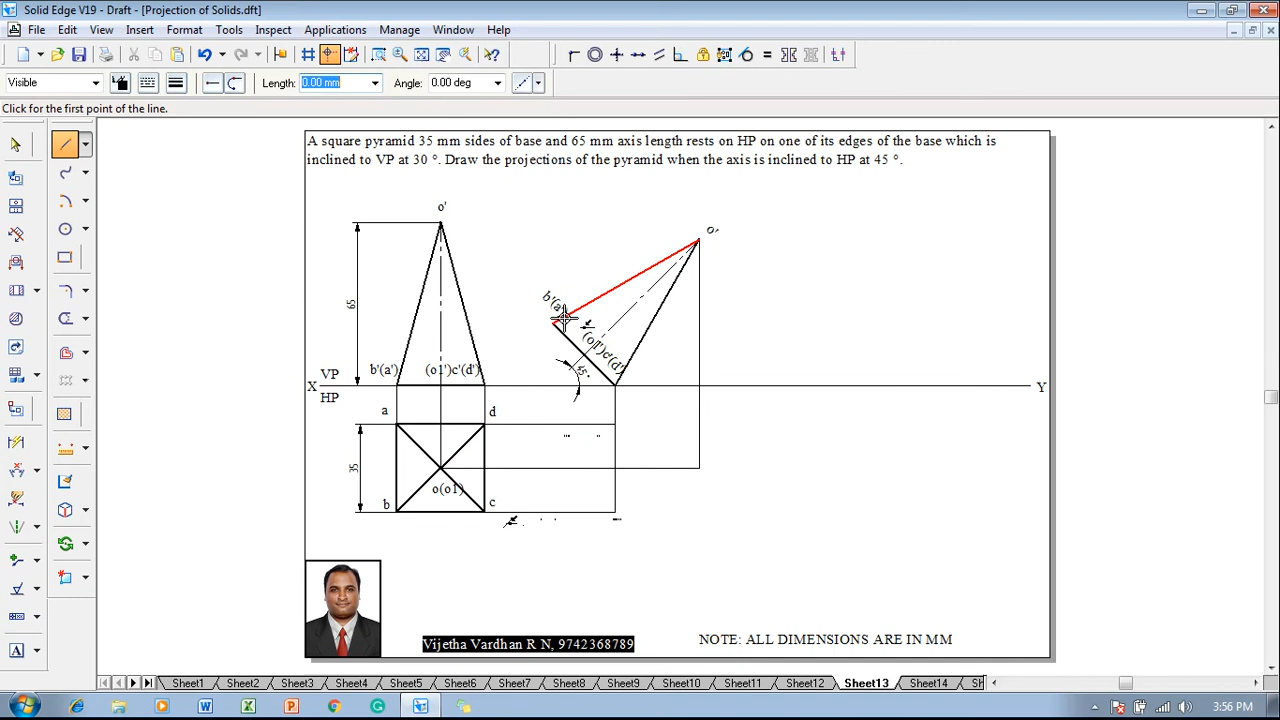 Solid Edge V19 - Draft - [Projection of Solids.dft]
File Edit View Insert Format Tools Inspect Applications Manage Window Help
Visible Length: 0.00 mm Angle: 0.00 deg
Click for the first point of the line.
A square pyramid 35 mm sides of base and 65 mm axis length rests on HP on one of its edges of the base which is
inclined to VP at 30 °. Draw the projections of the pyramid when the axis is inclined to HP at 45 °.
o'
o'
65
b'(a')
(o1')c'(d')
b'(a')
(o1')c'(d')
45°
X
VP
HP
Y
a
d
35
b
o(o1)
c
Vijetha Vardhan R N, 9742368789
NOTE: ALL DIMENSIONS ARE IN MM
Sheet1 Sheet2 Sheet3 Sheet4 Sheet5 Sheet6 Sheet7 Sheet8 Sheet9 Sheet10 Sheet11 Sheet12 Sheet13 Sheet14
3:56 PM